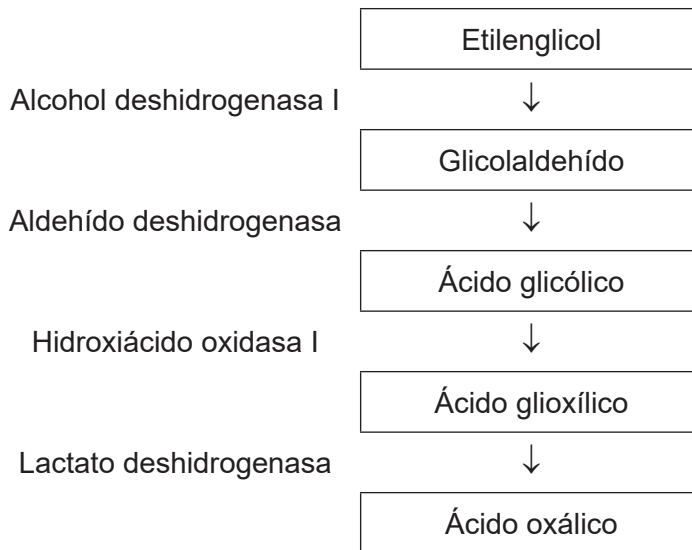 Etilenglicol
Alcohol deshidrogenasa I
↓
Glicolaldehído
Aldehído deshidrogenasa
↓
Ácido glicólico
Hidroxiácido oxidasa I
↓
Ácido glioxílico
Lactato deshidrogenasa
↓
Ácido oxálico